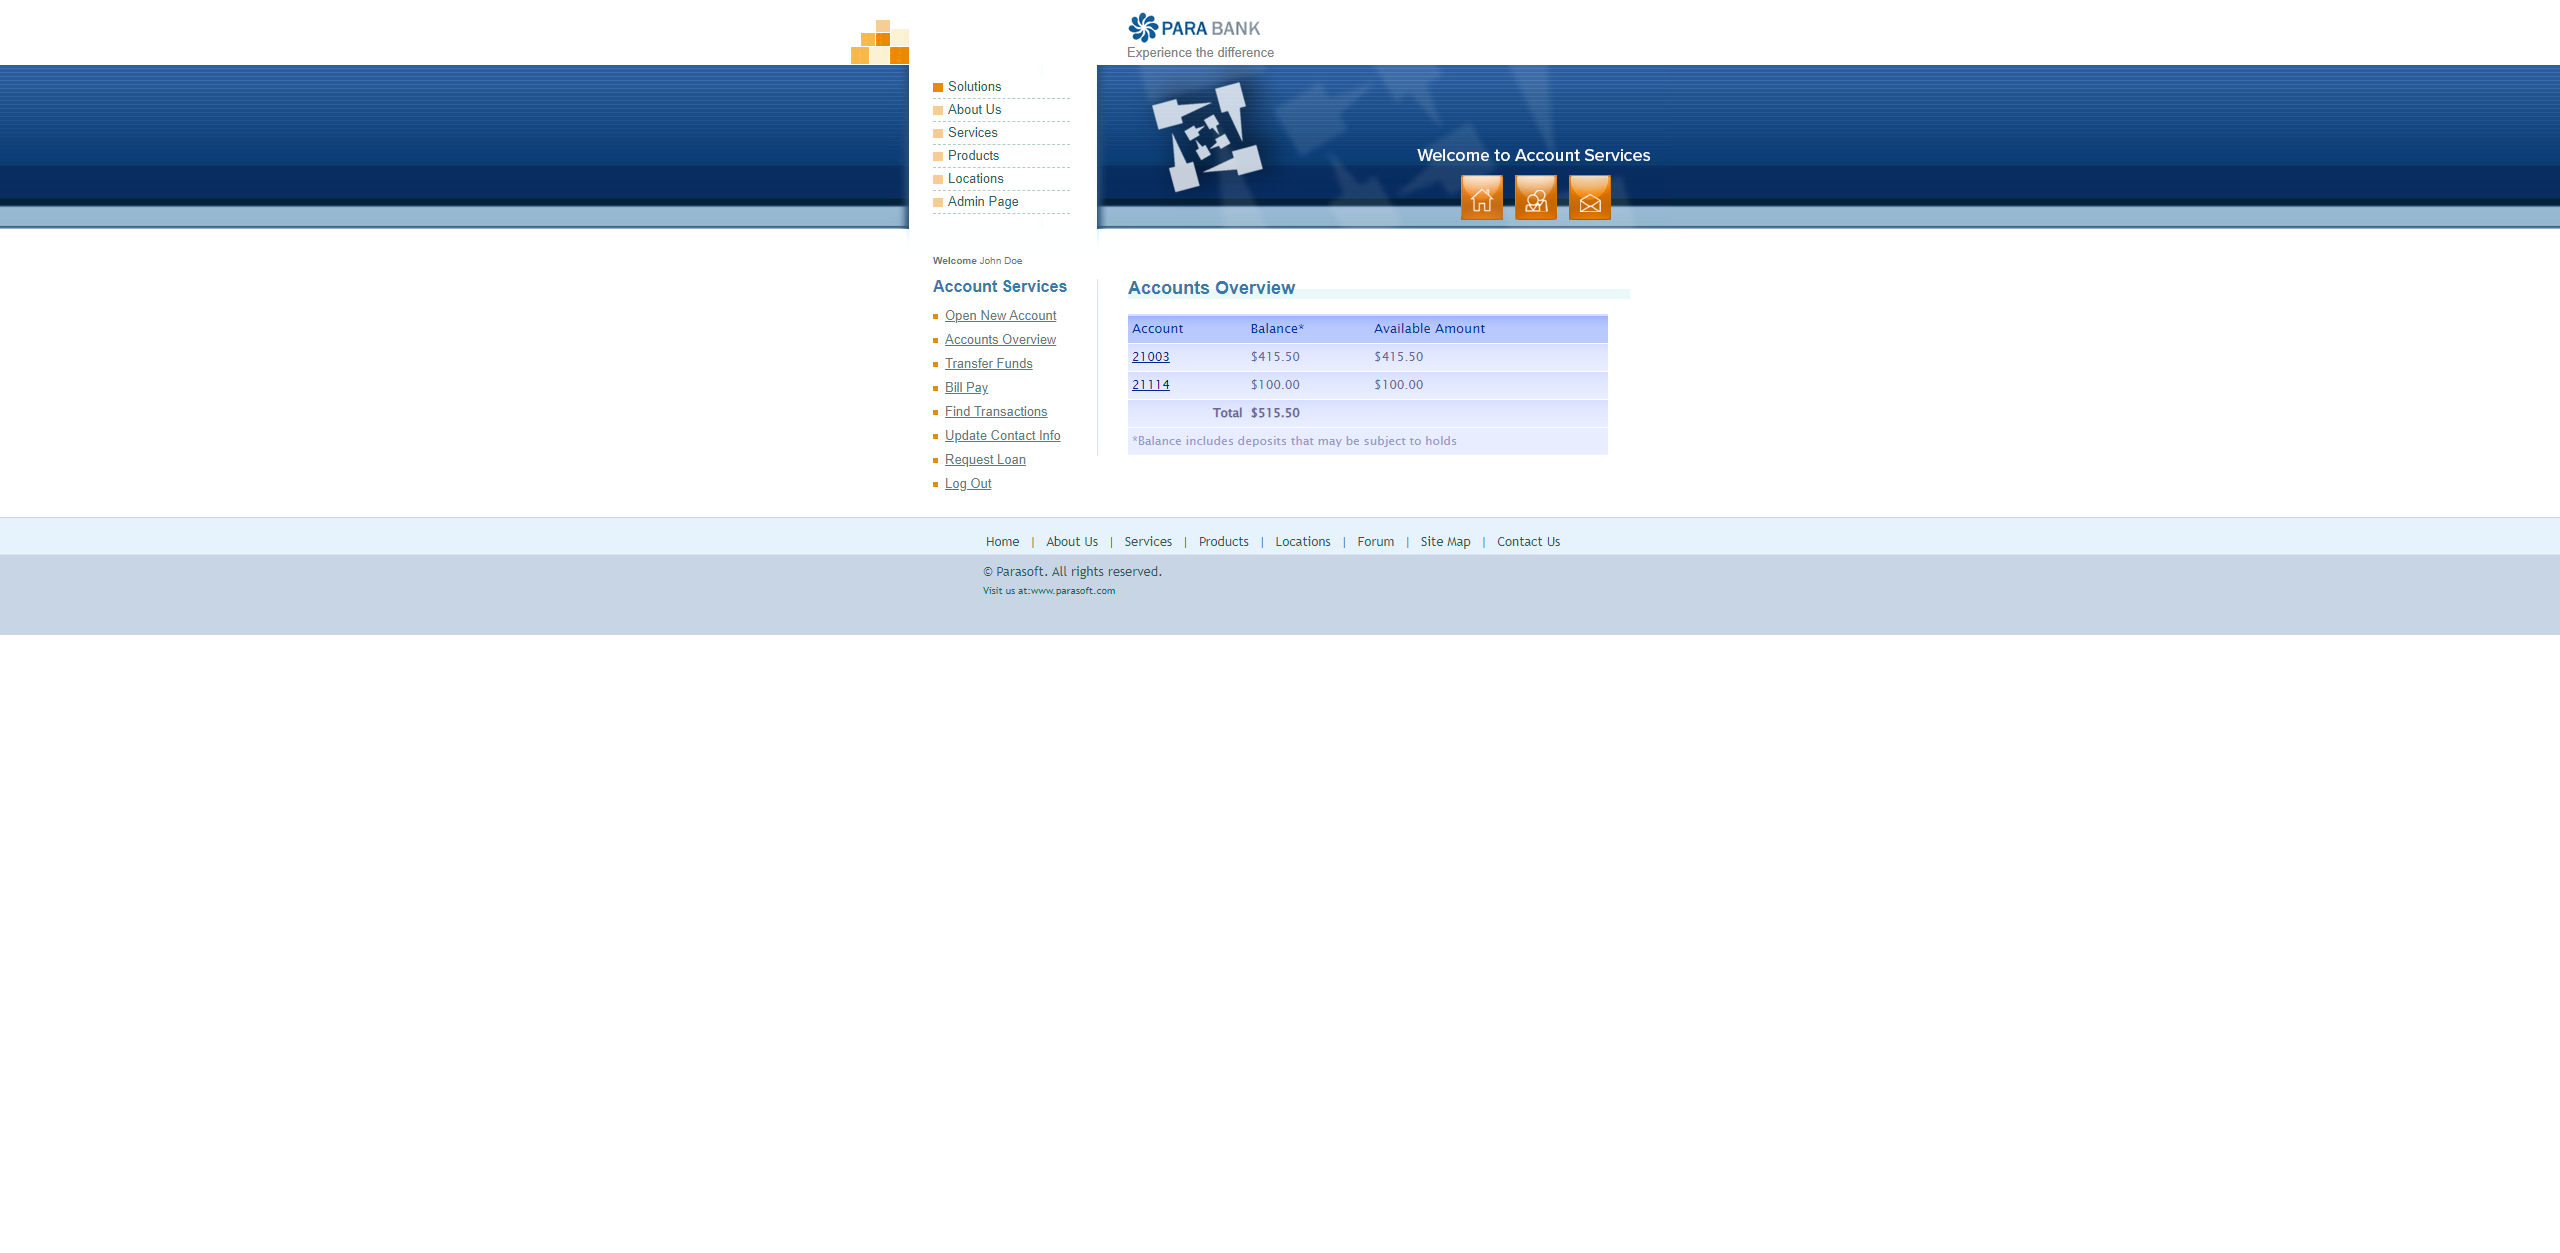 PARA BANK
Experience the difference
Solutions
About Us
Services
Products
Locations
Admin Page
Welcome to Account Services
Welcome John Doe
Account Services
Open New Account
Accounts Overview
Transfer Funds
Bill Pay
Find Transactions
Update Contact Info
Request Loan
Log Out
Accounts Overview
Account Balance* Available Amount
21003 $415.50 $415.50
21114 $100.00 $100.00
Total $515.50
*Balance includes deposits that may be subject to holds
Home | About Us | Services | Products | Locations | Forum | Site Map | Contact Us
© Parasoft. All rights reserved.
Visit us at:www.parasoft.com